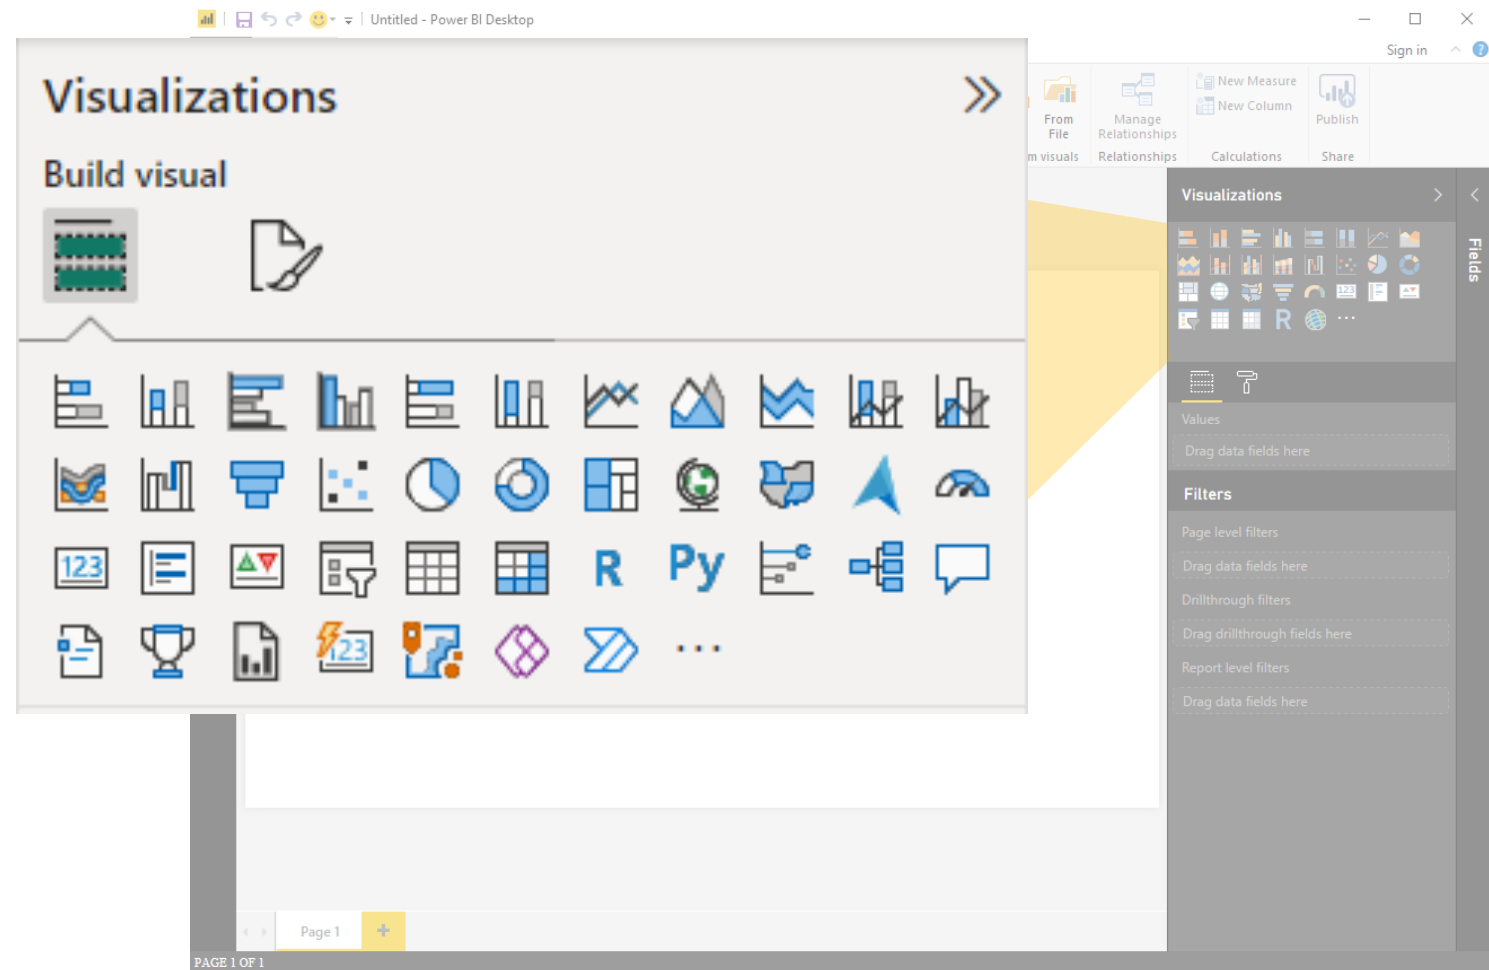 Untitled - Power BI Desktop
Sign in
Visualizations
Build visual
123
R
Py
123
From
File
m visuals
Manage
Relationships
Relationships
New Measure
New Column
Calculations
Publish
Share
Visualizations
Fields
123
R
Values
Drag data fields here
Filters
Page level filters
Drag data fields here
Drillthrough filters
Drag drillthrough fields here
Report level filters
Drag data fields here
Page 1
PAGE 1 OF 1